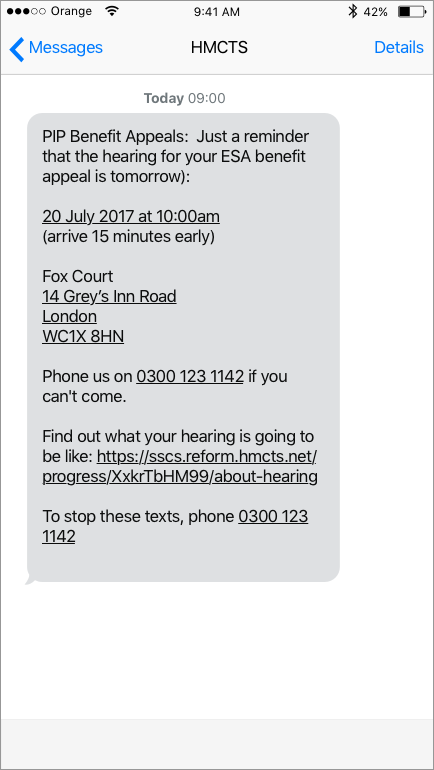 Orange 9:41 AM 42%
Messages HMCTS Details
Today 09:00
PIP Benefit Appeals:  Just a reminder
that the hearing for your ESA benefit
appeal is tomorrow):
20 July 2017 at 10:00am
(arrive 15 minutes early)
Fox Court
14 Grey’s Inn Road
London
WC1X 8HN
Phone us on 0300 123 1142 if you
can't come.
Find out what your hearing is going to
be like: https://sscs.reform.hmcts.net/
progress/XxkrTbHM99/about-hearing
To stop these texts, phone 0300 123
1142